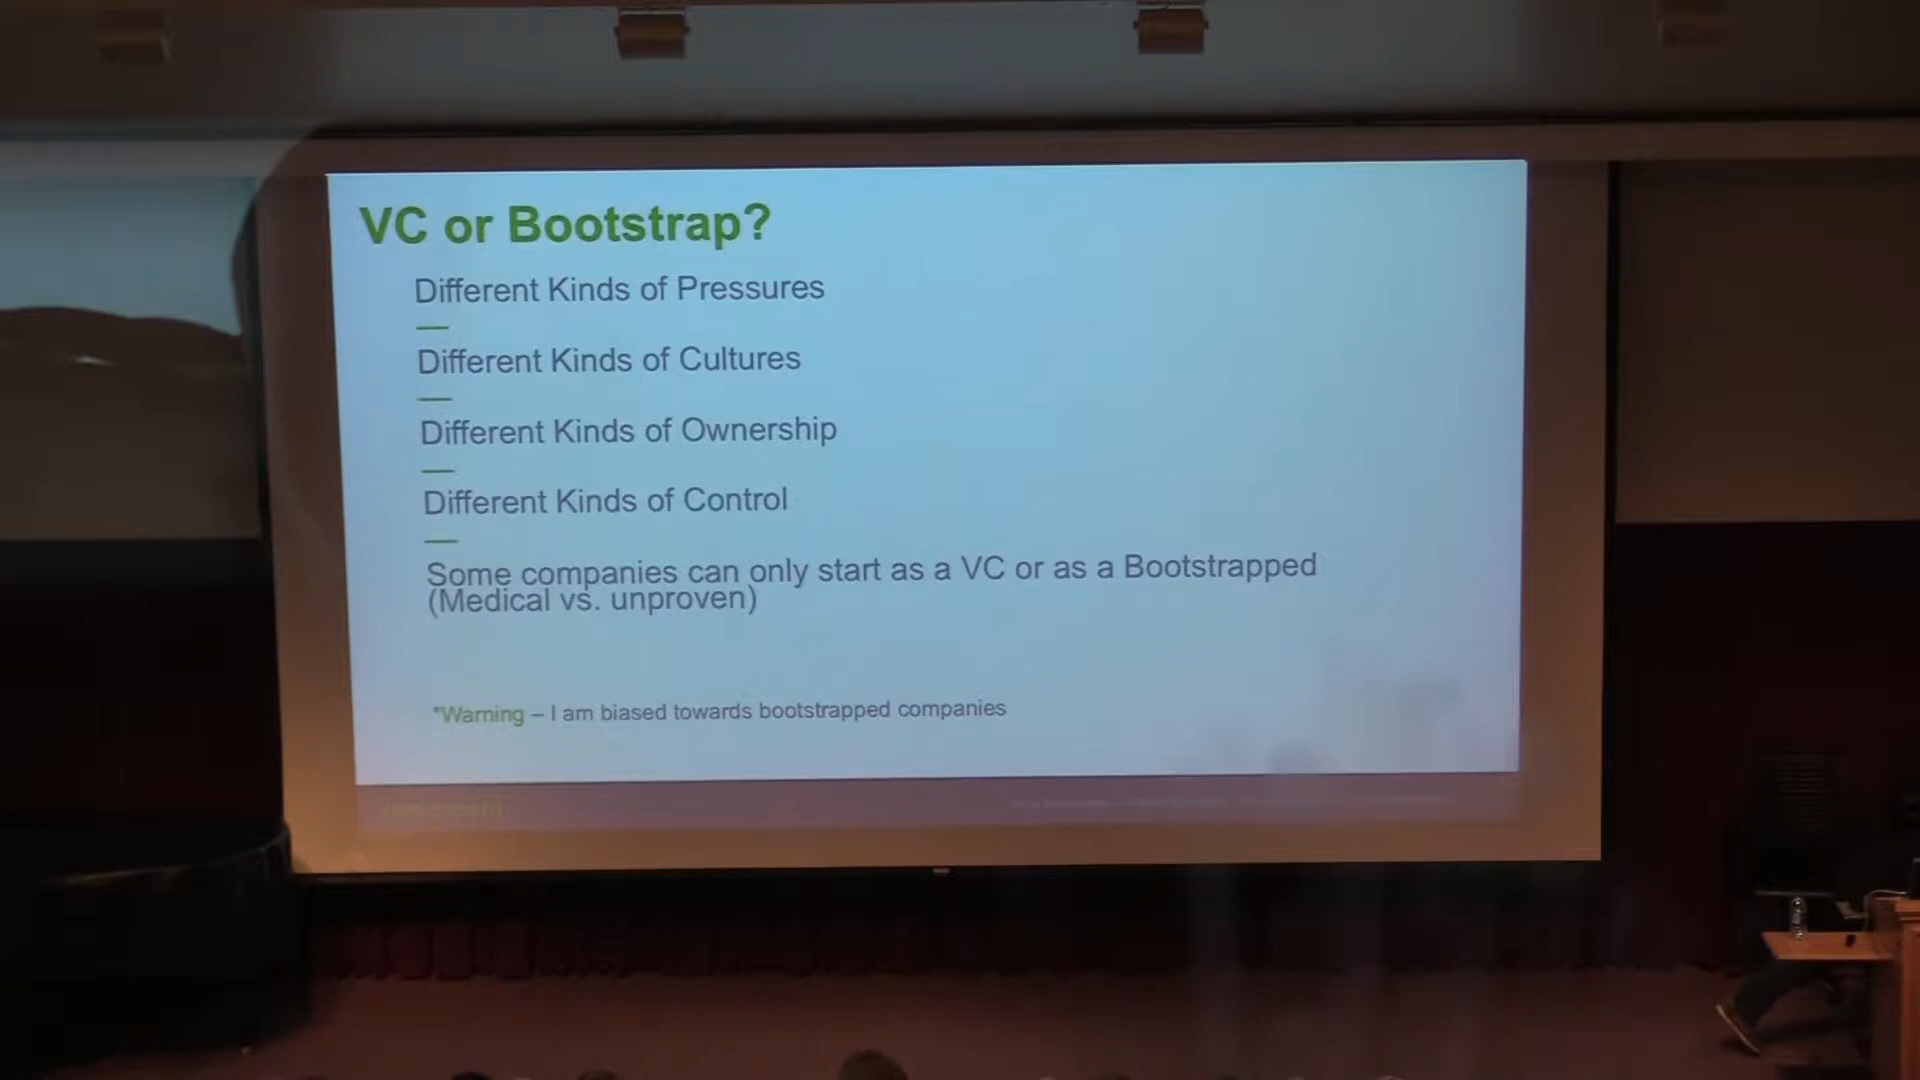 VC or Bootstrap?
Different Kinds of Pressures
Different Kinds of Cultures
Different Kinds of Ownership
Different Kinds of Control
Some companies can only start as a VC or as a Bootstrapped
(Medical vs. unproven)
*Warning – I am biased towards bootstrapped companies